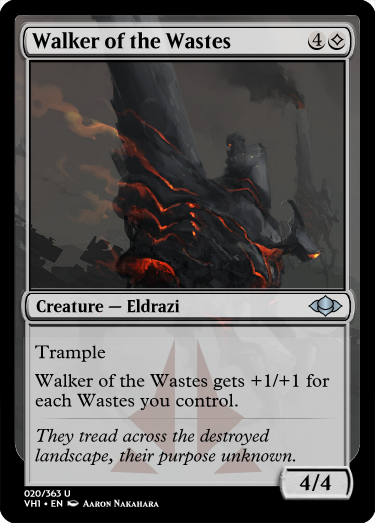 Walker of the Wastes 4
Creature — Eldrazi
Trample
Walker of the Wastes gets +1/+1 for
each Wastes you control.
They tread across the destroyed
landscape, their purpose unknown.
4/4
020/363 U
VH1 • EN Aaron Nakahara